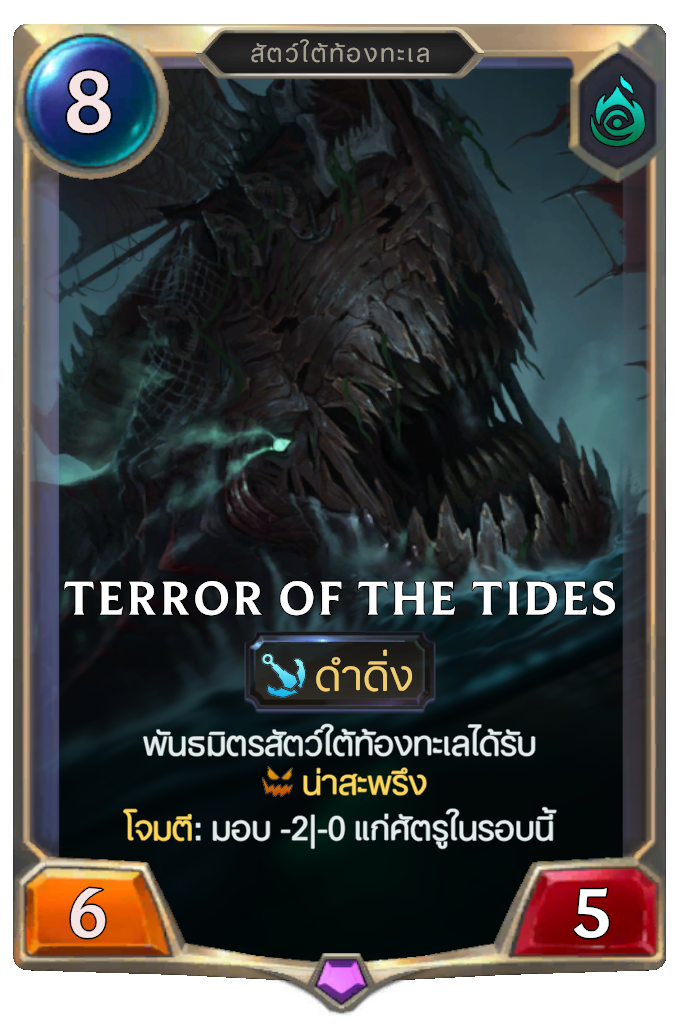 สัตว์ใต้ท้องทะเล
8
TERROR OF THE TIDES
ดำดิ่ง
พันธมิตรสัตว์ใต้ท้องทะเลได้รับ
น่าสะพรึง
โจมตี: มอบ -2|-0 แก่ศัตรูในรอบนี้
6
5